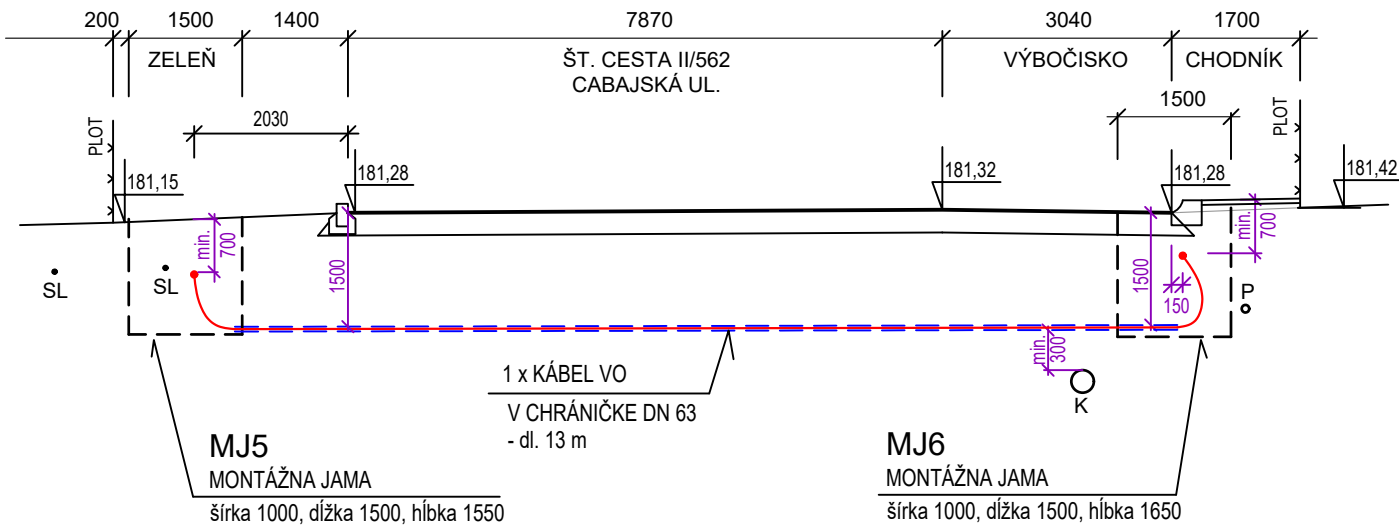 200
1500
1400
7870
3040
1700
ZELEŇ
ŠT. CESTA II/562
CABAJSKÁ UL.
VÝBOČISKO
CHODNÍK
2030
1500
PLOT
PLOT
181,15
181,28
181,32
181,28
181,42
min.
700
1500
1500
min.
700
150
SL
SL
P
min.
300
K
1 x KÁBEL VO
V CHRÁNIČKE DN 63
- dl. 13 m
MJ5
MONTÁŽNA JAMA
šírka 1000, dĺžka 1500, hĺbka 1550
MJ6
MONTÁŽNA JAMA
šírka 1000, dĺžka 1500, hĺbka 1650